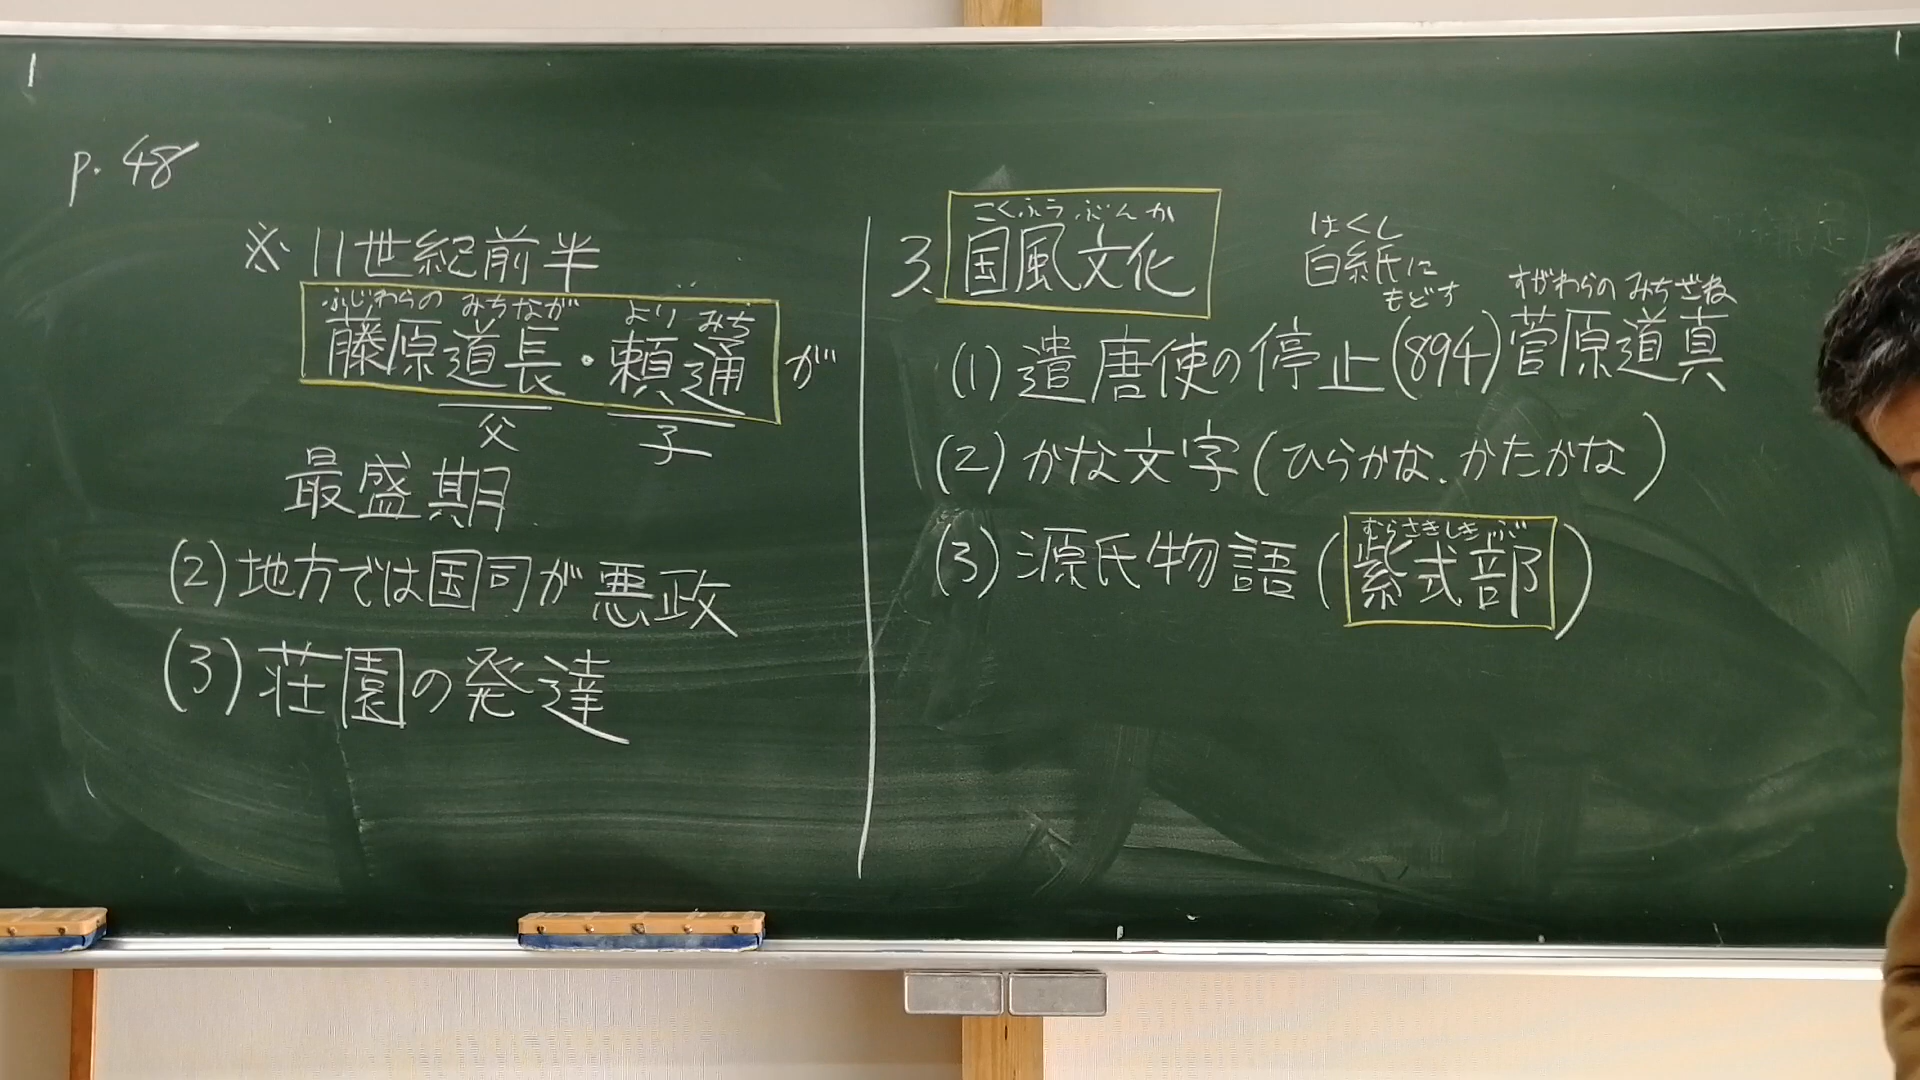 p. 48
※ 11世紀前半
ふじわらの みちなが より みち
藤原道長・頼通 が
父 子
最盛期
(2) 地方では国司が悪政
(3) 荘園の発達
こくふうぶんか
3. 国風文化
はくし
白紙に
もどす
すがわらの みちざね
(1) 遣唐使の停止(894)菅原道真
(2) かな文字(ひらかな、かたかな)
むらさきしきぶ
(3) 源氏物語(紫式部)